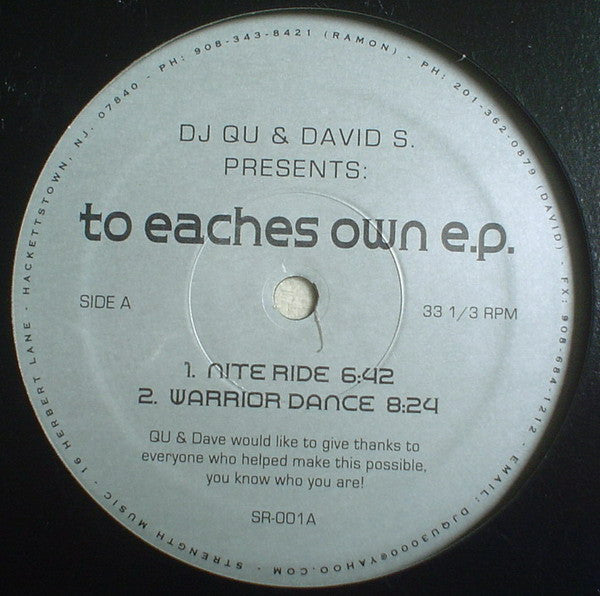 DJ QU & DAVID S.
PRESENTS:
to eaches own e.p.
SIDE A
33 1/3 RPM
1. NITE RIDE 6:42
2. WARRIOR DANCE 8:24
QU & Dave would like to give thanks to
everyone who helped make this possible,
you know who you are!
SR-001A
STRENGTH MUSIC - 16 HERBERT LANE - HACKETTSTOWN, NJ. 07840 - PH: 908-343-8421 (RAMON) - PH: 201-362-0879 (DAVID) - FX: 908-684-1212 - EMAIL: DJQU3000@YAHOO.COM -